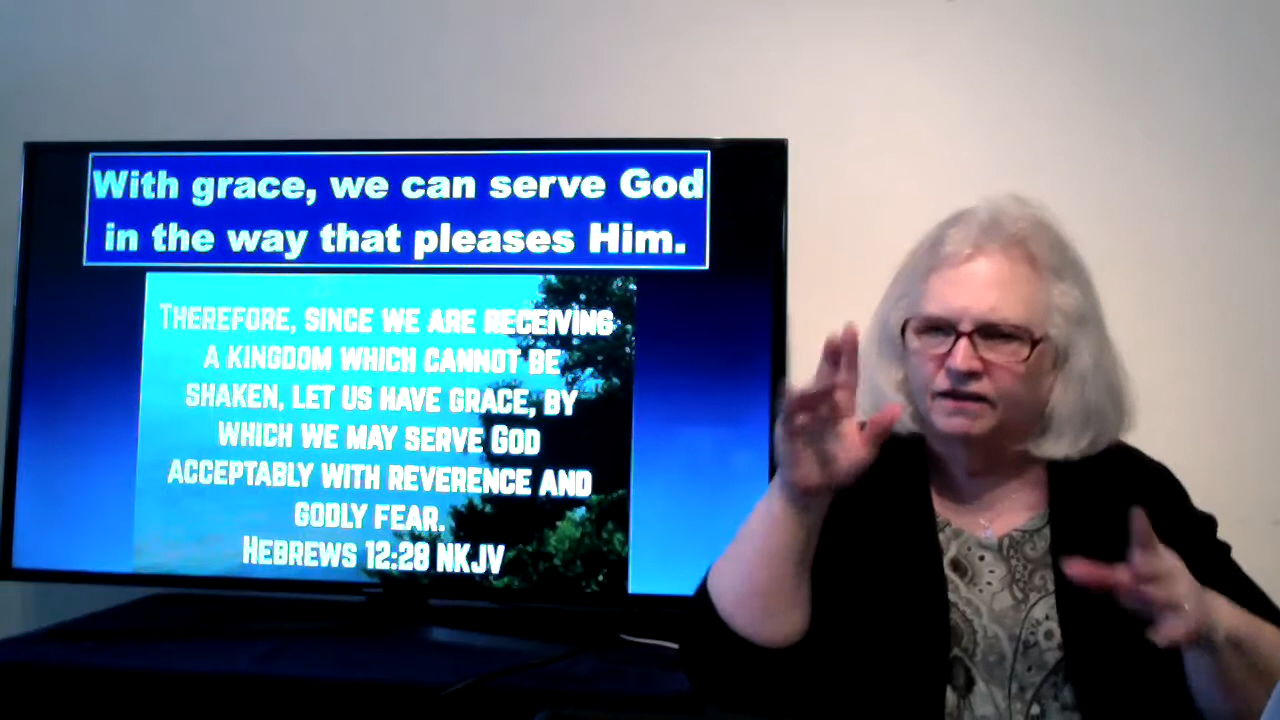 With grace, we can serve God
in the way that pleases Him.
THEREFORE, SINCE WE ARE RECEIVING
A KINGDOM WHICH CANNOT BE
SHAKEN, LET US HAVE GRACE, BY
WHICH WE MAY SERVE GOD
ACCEPTABLY WITH REVERENCE AND
GODLY FEAR.
HEBREWS 12:28 NKJV